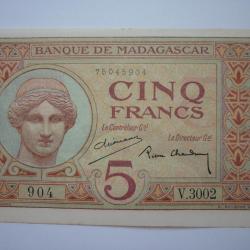 BANQUE DE MADAGASCAR
75045904
CINQ
FRANCS
Le Contrôleur Gal Le Directeur Gal
5
904 V.3002